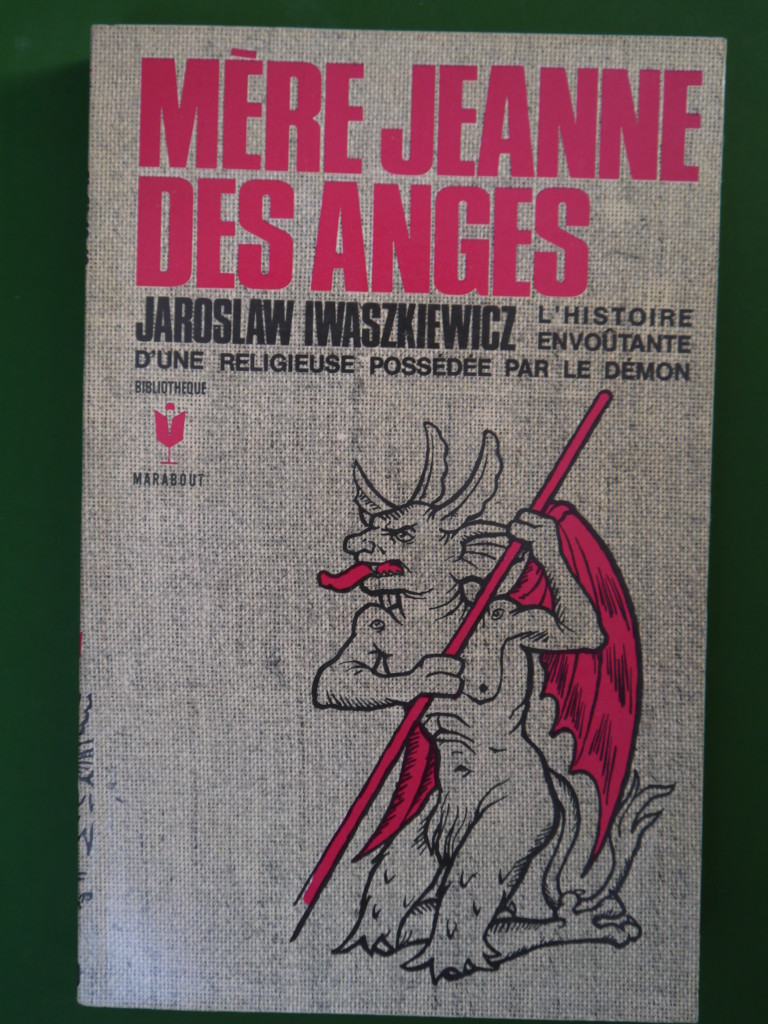 MÈRE JEANNE
DES ANGES
JAROSLAW IWASZKIEWICZ L'HISTOIRE
ENVOÛTANTE
D'UNE RELIGIEUSE POSSÉDÉE PAR LE DÉMON
BIBLIOTHEQUE
MARABOUT